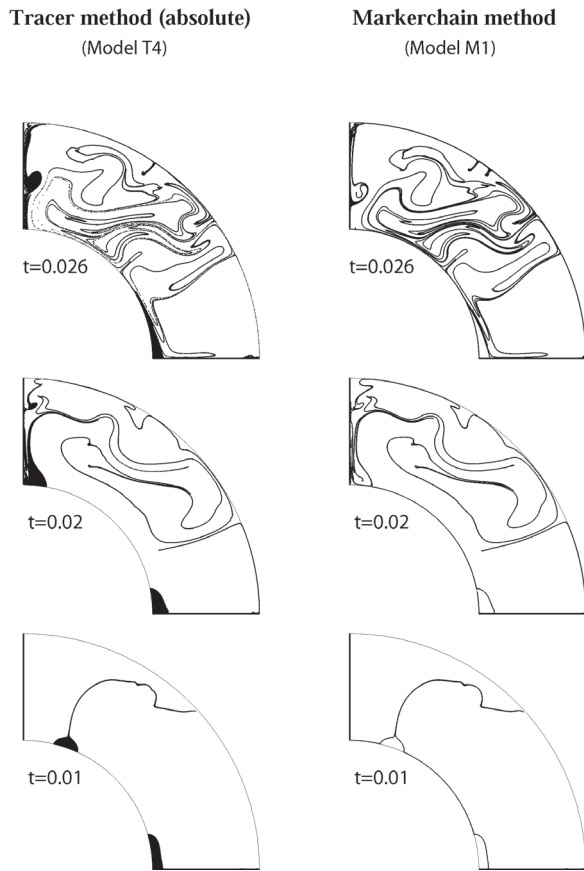 Tracer method (absolute)
(Model T4)
Markerchain method
(Model M1)
t=0.026
t=0.026
t=0.02
t=0.02
t=0.01
t=0.01